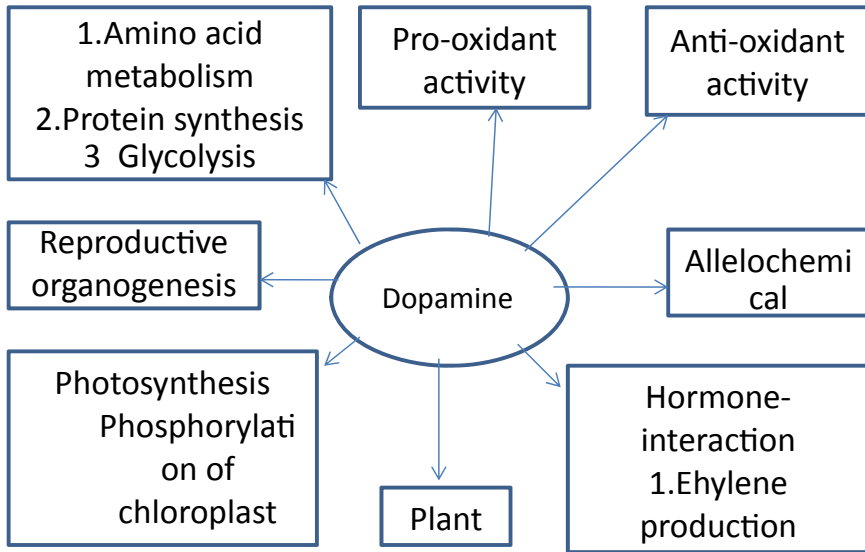 1.Amino acid
metabolism
2.Protein synthesis
3 Glycolysis
Pro-oxidant
activity
Anti-oxidant
activity
Reproductive
organogenesis
Dopamine
Allelochemi
cal
Photosynthesis
Phosphorylati
on of
chloroplast
Plant
Hormone-
interaction
1.Ehylene
production